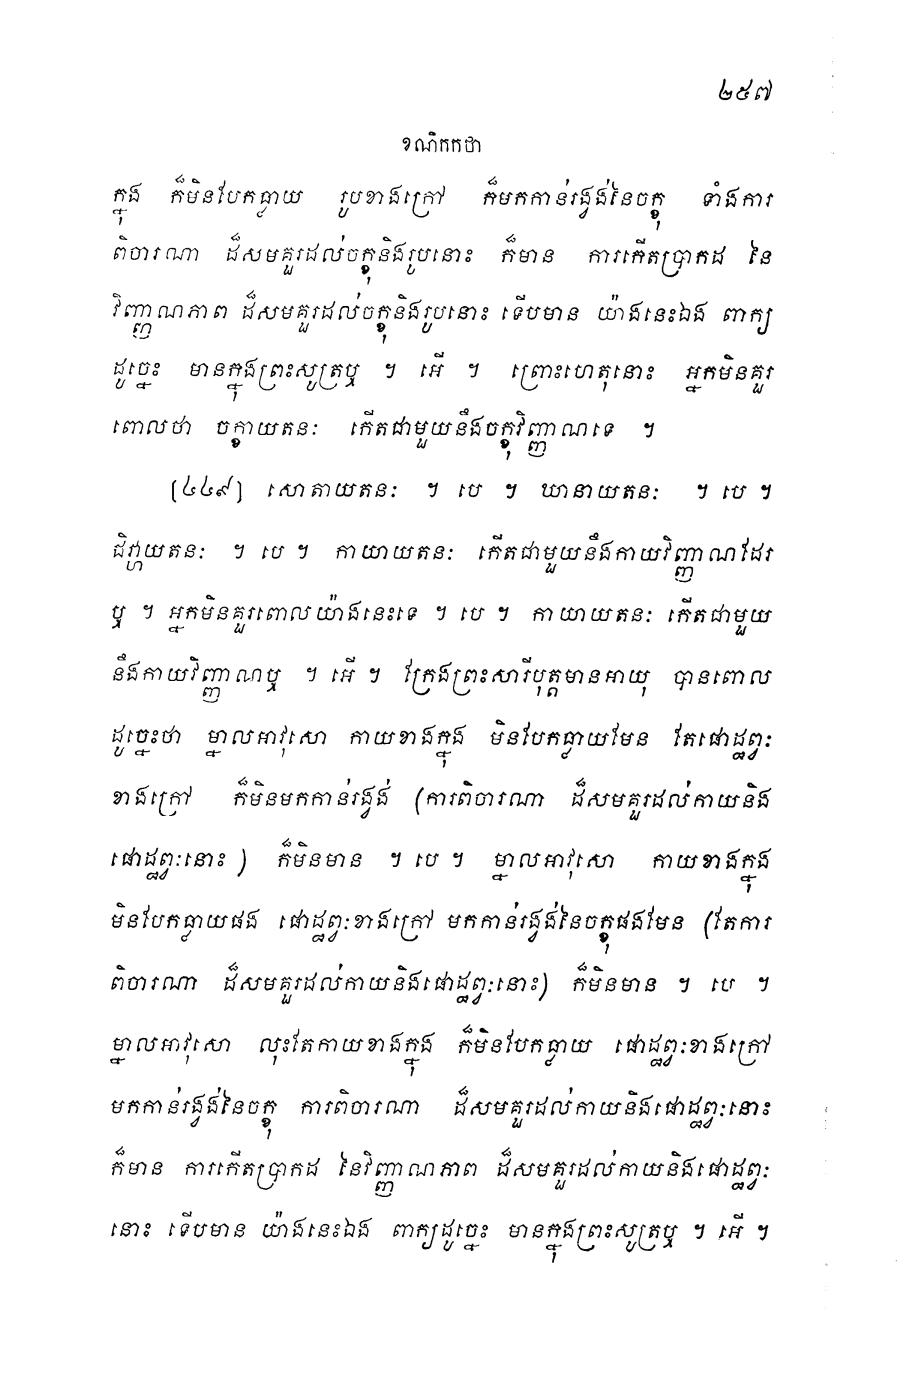 ២៥៧
ខណិកកថា
ក្នុង ក៏មិនបែកធ្លាយ រូបខាងក្រៅ ក៏មកកាន់រង្វង់នៃចក្ខុ ទាំងការ
ពិចារណា ដ៏សមគួរដល់ចក្ខុនិងរូបនោះ ក៏មាន ការកើតប្រាកដ នៃ
វិញ្ញាណភាព ដ៏សមគួរដល់ចក្ខុនិងរូបនោះ ទើបមាន យ៉ាងនេះឯង ពាក្យ
ដូច្នេះ មានក្នុងព្រះសូត្រឬ ។ អើ ។ ព្រោះហេតុនោះ អ្នកមិនគួរ
ពោលថា ចក្ខាយតនៈ កើតជាមួយនឹងចក្ខុវិញ្ញាណទេ ។
[៤៤៩] សោតាយតនៈ ។ បេ ។ ឃានាយតនៈ ។ បេ ។
ជិវ្ហាយតនៈ ។ បេ ។ កាយាយតនៈ កើតជាមួយនឹងកាយវិញ្ញាណដែរ
ឬ ។ អ្នកមិនគួរពោលយ៉ាងនេះទេ ។ បេ ។ កាយាយតនៈ កើតជាមួយ
នឹងកាយវិញ្ញាណឬ ។ អើ ។ ក្រែងព្រះសារីបុត្តមានអាយុ បានពោល
ដូច្នេះថា ម្នាលអាវុសោ កាយខាងក្នុង មិនបែកធ្លាយមែន តែផោដ្ឋព្វៈ
ខាងក្រៅ ក៏មិនមកកាន់រង្វង់ (ការពិចារណា ដ៏សមគួរដល់កាយនិង
ផោដ្ឋព្វៈនោះ ) ក៏មិនមាន ។ បេ ។ ម្នាលអាវុសោ កាយខាងក្នុង
មិនបែកធ្លាយផង ផោដ្ឋព្វៈខាងក្រៅ មកកាន់រង្វង់នៃចក្ខុផងមែន (តែការ
ពិចារណា ដ៏សមគួរដល់កាយនិងផោដ្ឋព្វៈនោះ) ក៏មិនមាន ។ បេ ។
ម្នាលអាវុសោ លុះតែកាយខាងក្នុង ក៏មិនបែកធ្លាយ ផោដ្ឋព្វៈខាងក្រៅ
មកកាន់រង្វង់នៃចក្ខុ ការពិចារណា ដ៏សមគួរដល់កាយនិងផោដ្ឋព្វៈនោះ
ក៏មាន ការកើតប្រាកដ នៃវិញ្ញាណភាព ដ៏សមគួរដល់កាយនិងផោដ្ឋព្វៈ
នោះ ទើបមាន យ៉ាងនេះឯង ពាក្យដូច្នេះ មានក្នុងព្រះសូត្រឬ ។ អើ ។